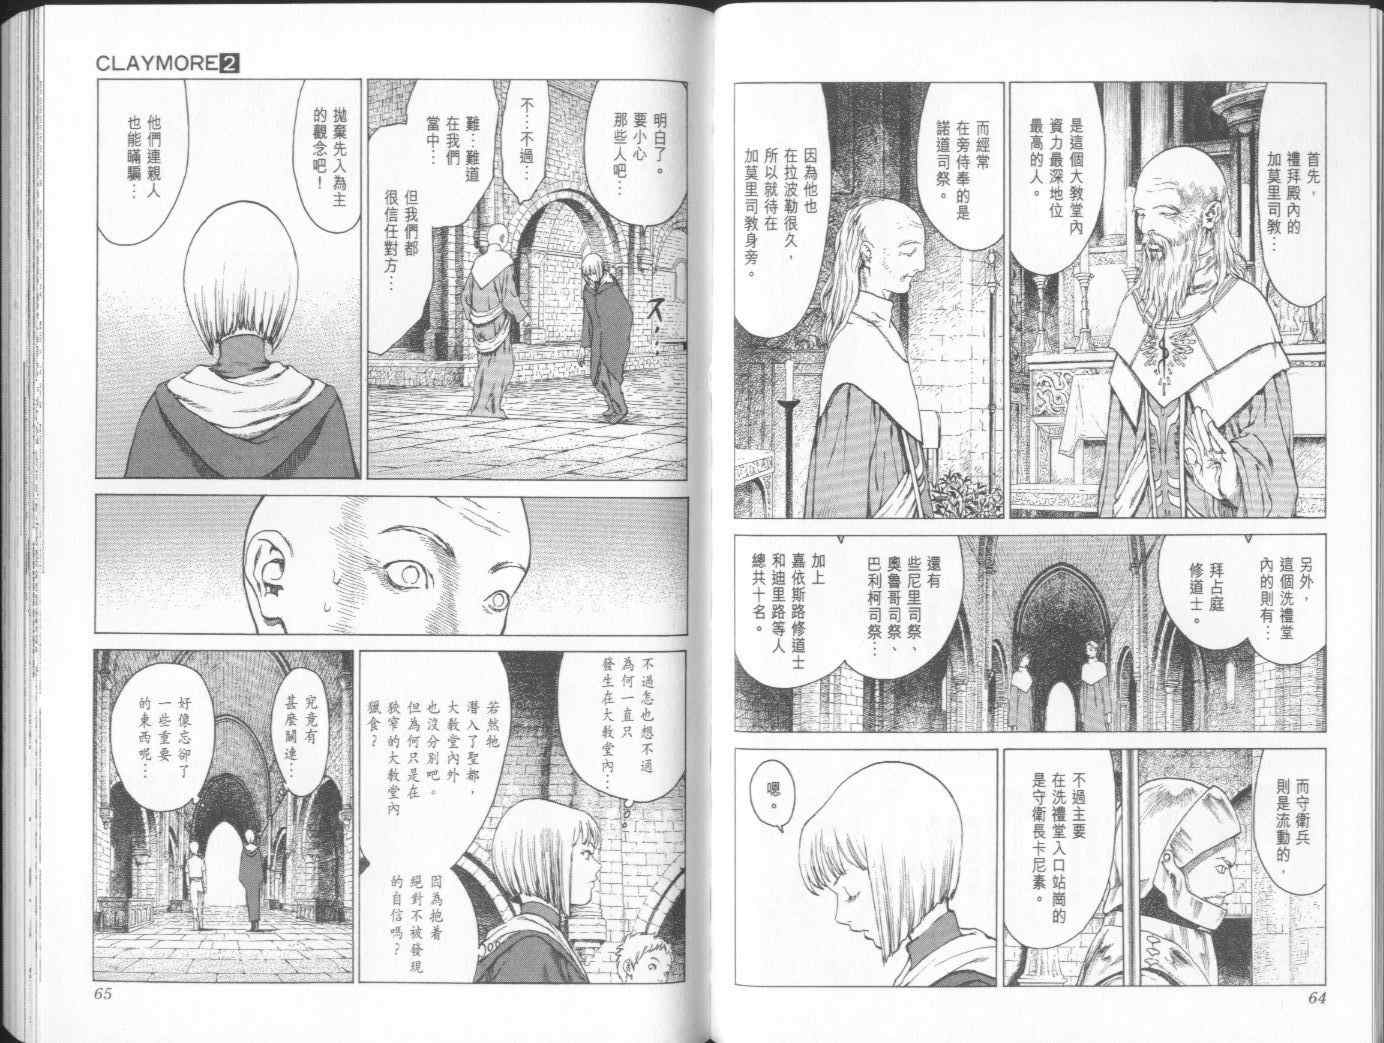 首先，
禮拜殿內的
加莫里司教…
是這個大教堂內
資力最深地位
最高的人。
而經常
在旁侍奉的是
諾道司祭。
因為他也
在拉波勒很久，
所以就待在
加莫里司教身旁。
另外，
這個洗禮堂
內的則有…
拜占庭
修道士。
還有
些尼里司祭、
奧魯哥司祭、
巴利柯司祭…
加上
嘉依斯路修道士
和迪里路等人
總共十名。
而守衛兵
則是流動的，
不過主要
在洗禮堂入口站崗的
是守衛長卡尼素。
嗯。
64
CLAYMORE2
明白了。
要小心
那些人吧…
不…不過…
難…難道
在我們
當中…
但我們都
很信任對方…
ス…
拋棄先入為主
的觀念吧！
他們連親人
也能瞞騙…
不過怎也想不過
為何一直只
發生在大教堂內…
若然牠
潛入了聖都，
大教堂內外
也沒分別吧。
但為何只是在
狹窄的大教堂內
獵食？
因為抱着
絕對不被發現
的自信嗎？
究竟有
甚麼關連…
好像忘卻了
一些重要
的東西呢…
65